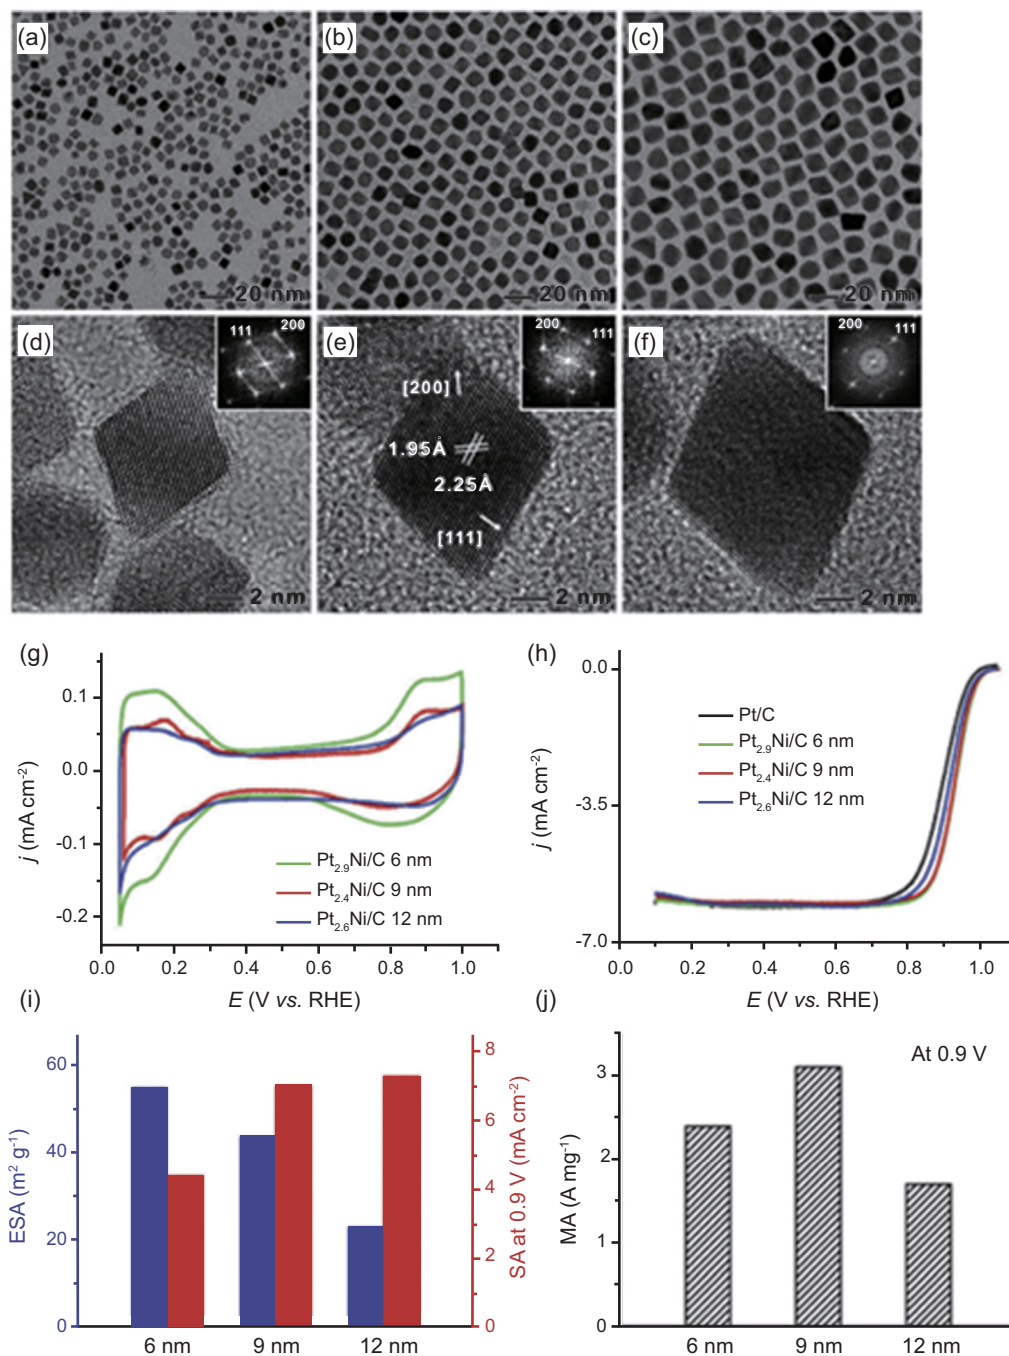 (a)
(b)
(c)
20 nm
20 nm
20 nm
(d)
111
200
2 nm
(e)
200
111
[200]
1.95Å
2.25Å
[111]
2 nm
(f)
200
111
2 nm
(g)
j (mA cm-2)
0.1
0.0
-0.1
-0.2
Pt2.9Ni/C 6 nm
Pt2.4Ni/C 9 nm
Pt2.6Ni/C 12 nm
0.0 0.2 0.4 0.6 0.8 1.0
E (V vs. RHE)
(h)
j (mA cm-2)
0.0
-3.5
-7.0
Pt/C
Pt2.9Ni/C 6 nm
Pt2.4Ni/C 9 nm
Pt2.6Ni/C 12 nm
0.0 0.2 0.4 0.6 0.8 1.0
E (V vs. RHE)
(i)
ESA (m2 g-1)
60
40
20
0
8
6
4
2
0
SA at 0.9 V (mA cm-2)
6 nm 9 nm 12 nm
(j)
At 0.9 V
MA (A mg-1)
3
2
1
0
6 nm 9 nm 12 nm